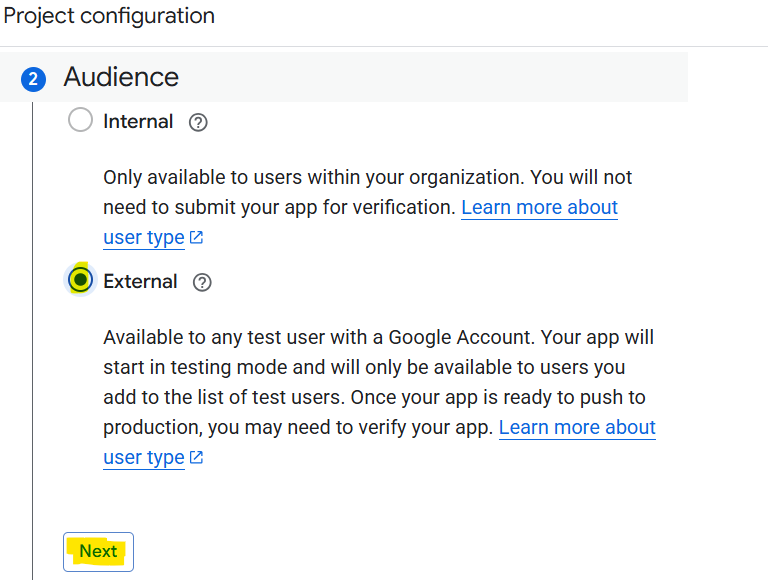 Project configuration
2 Audience
Internal
Only available to users within your organization. You will not
need to submit your app for verification. Learn more about
user type
External
Available to any test user with a Google Account. Your app will
start in testing mode and will only be available to users you
add to the list of test users. Once your app is ready to push to
production, you may need to verify your app. Learn more about
user type
Next